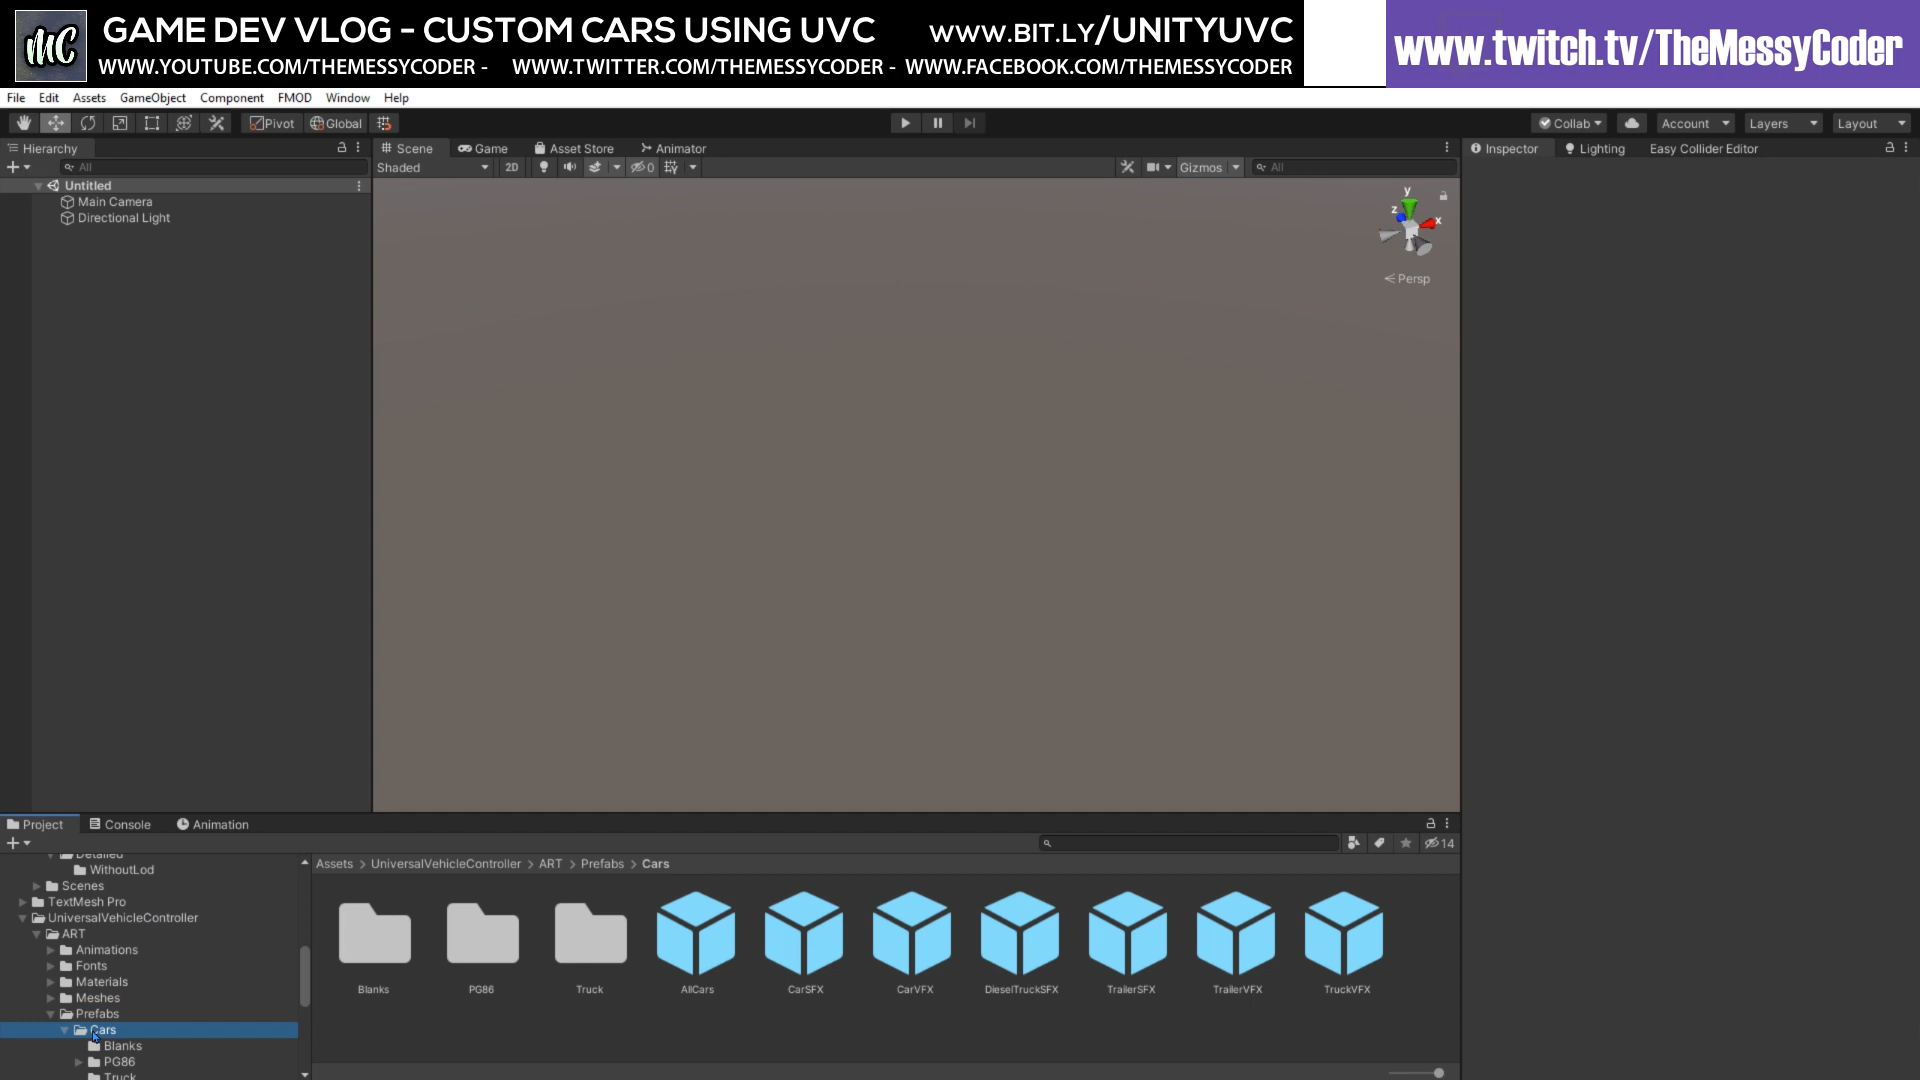 MC
GAME DEV VLOG - CUSTOM CARS USING UVC
WWW.BIT.LY/UNITYUVC
WWW.YOUTUBE.COM/THEMESSYCODER - WWW.TWITTER.COM/THEMESSYCODER - WWW.FACEBOOK.COM/THEMESSYCODER
www.twitch.tv/TheMessyCoder
File Edit Assets GameObject Component FMOD Window Help
Pivot Global Collab Account Layers Layout
Hierarchy
All
Untitled
Main Camera
Directional Light
Scene Game Asset Store Animator
Shaded 2D 0 Gizmos All
y
z
x
Persp
Inspector Lighting Easy Collider Editor
Project Console Animation
14
Detailed
WithoutLod
Scenes
TextMesh Pro
UniversalVehicleController
ART
Animations
Fonts
Materials
Meshes
Prefabs
Cars
Blanks
PG86
Truck
Assets > UniversalVehicleController > ART > Prefabs > Cars
Blanks PG86 Truck AllCars CarSFX CarVFX DieselTruckSFX TrailerSFX TrailerVFX TruckVFX